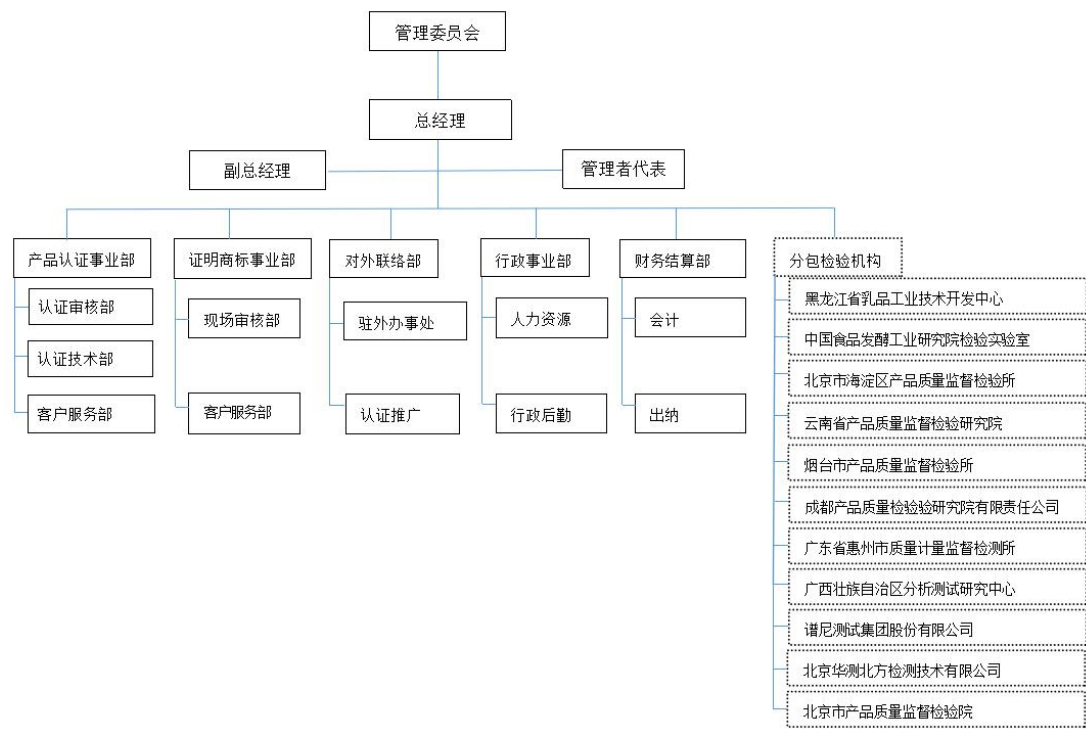 管理委员会
总经理
副总经理
管理者代表
产品认证事业部
认证审核部
认证技术部
客户服务部
证明商标事业部
现场审核部
客户服务部
对外联络部
驻外办事处
认证推广
行政事业部
人力资源
行政后勤
财务结算部
会计
出纳
分包检验机构
黑龙江省乳品工业技术开发中心
中国食品发酵工业研究院检验实验室
北京市海淀区产品质量监督检验所
云南省产品质量监督检验研究院
烟台市产品质量监督检验所
成都产品质量检验验研究院有限责任公司
广东省惠州市质量计量监督检测所
广西壮族自治区分析测试研究中心
谱尼测试集团股份有限公司
北京华测北方检测技术有限公司
北京市产品质量监督检验院